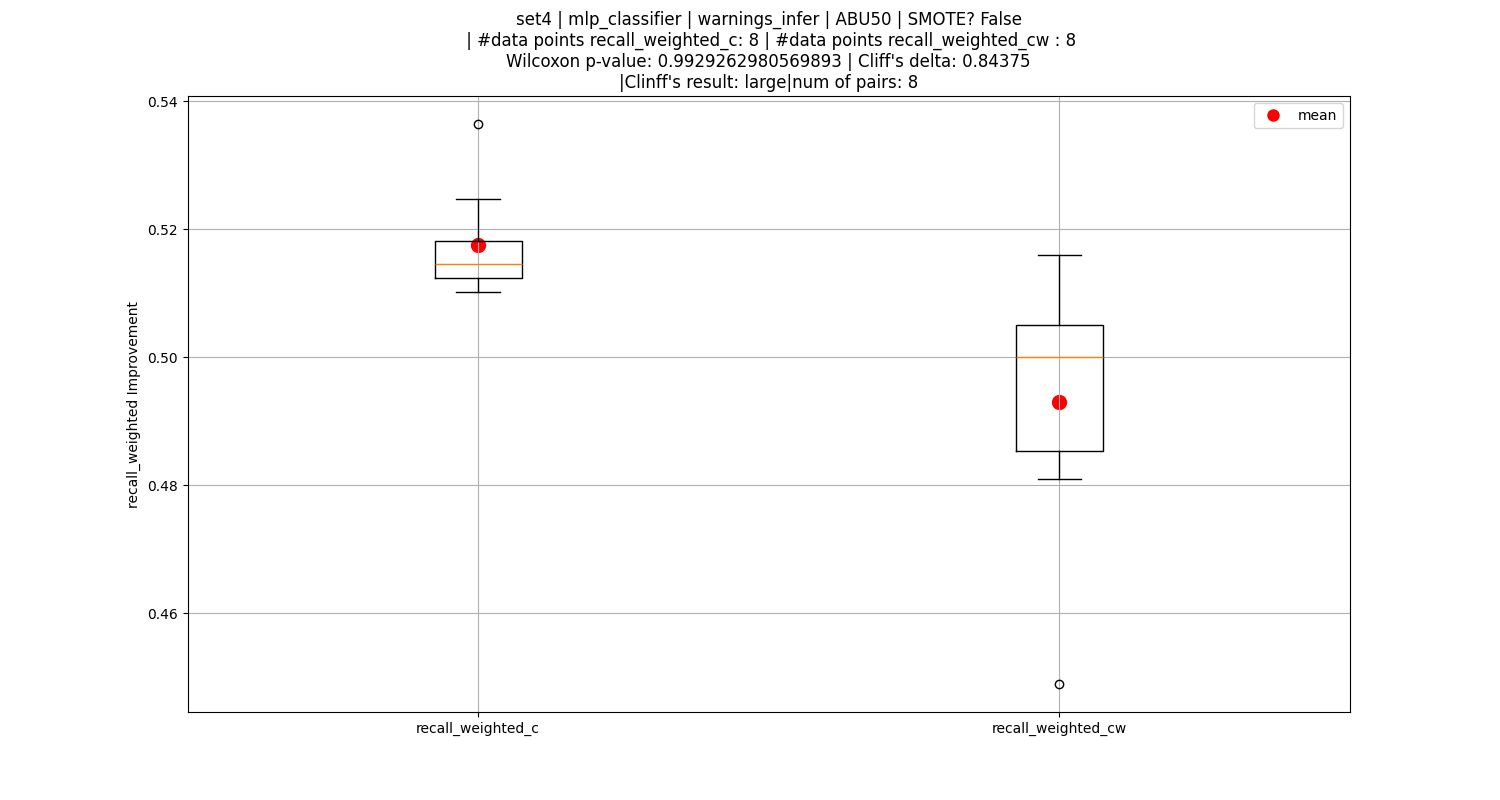 set4 | mlp_classifier | warnings_infer | ABU50 | SMOTE? False
| #data points recall_weighted_c: 8 | #data points recall_weighted_cw : 8
Wilcoxon p-value: 0.9929262980569893 | Cliff's delta: 0.84375
|Clinff's result: large|num of pairs: 8
mean
recall_weighted Improvement
0.54
0.52
0.50
0.48
0.46
recall_weighted_c
recall_weighted_cw